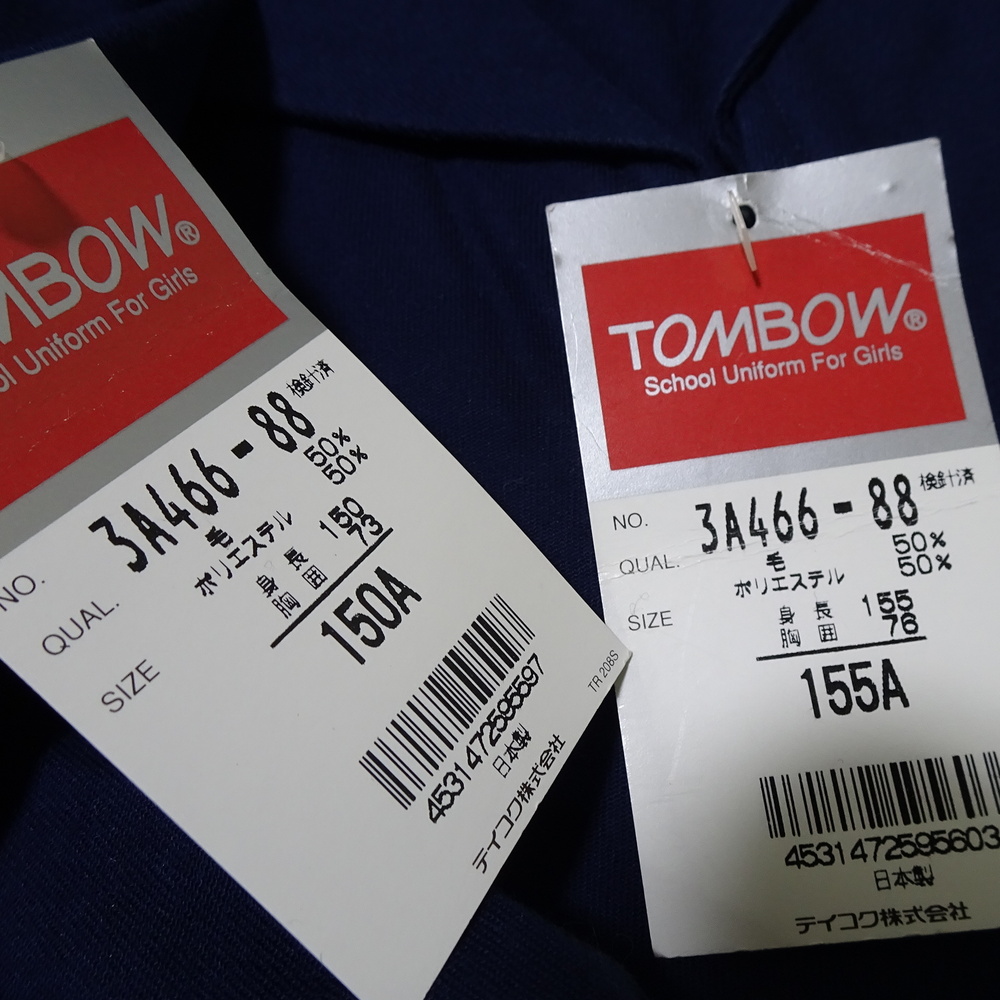 MBOW®
ol Uniform For Girls
検針済
NO. 3A466-88
QUAL. 毛 50%
ポリエステル 50%
SIZE 身長 150
胸囲 73
150A
4531472595597
日本製
テイコク株式会社
TR.208S
TOMBOW®
School Uniform For Girls
NO. 3A466-88 検針済
QUAL. 毛 50%
ポリエステル 50%
SIZE 身長 155
胸囲 76
155A
4531472595603
日本製
テイコク株式会社